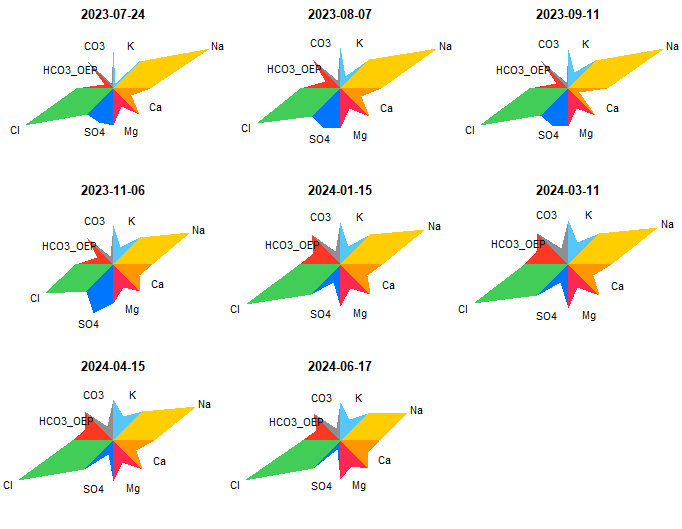 2023-07-24
2023-08-07
2023-09-11
CO3 K Na
HCO3_OEP
Ca
Cl SO4 Mg
CO3 K Na
HCO3_OEP
Ca
Cl SO4 Mg
CO3 K Na
HCO3_OEP
Ca
Cl SO4 Mg
2023-11-06
2024-01-15
2024-03-11
CO3 K Na
HCO3_OEP
Ca
Cl SO4 Mg
CO3 K Na
HCO3_OEP
Ca
Cl SO4 Mg
CO3 K Na
HCO3_OEP
Ca
Cl SO4 Mg
2024-04-15
2024-06-17
CO3 K Na
HCO3_OEP
Ca
Cl SO4 Mg
CO3 K Na
HCO3_OEP
Ca
Cl SO4 Mg